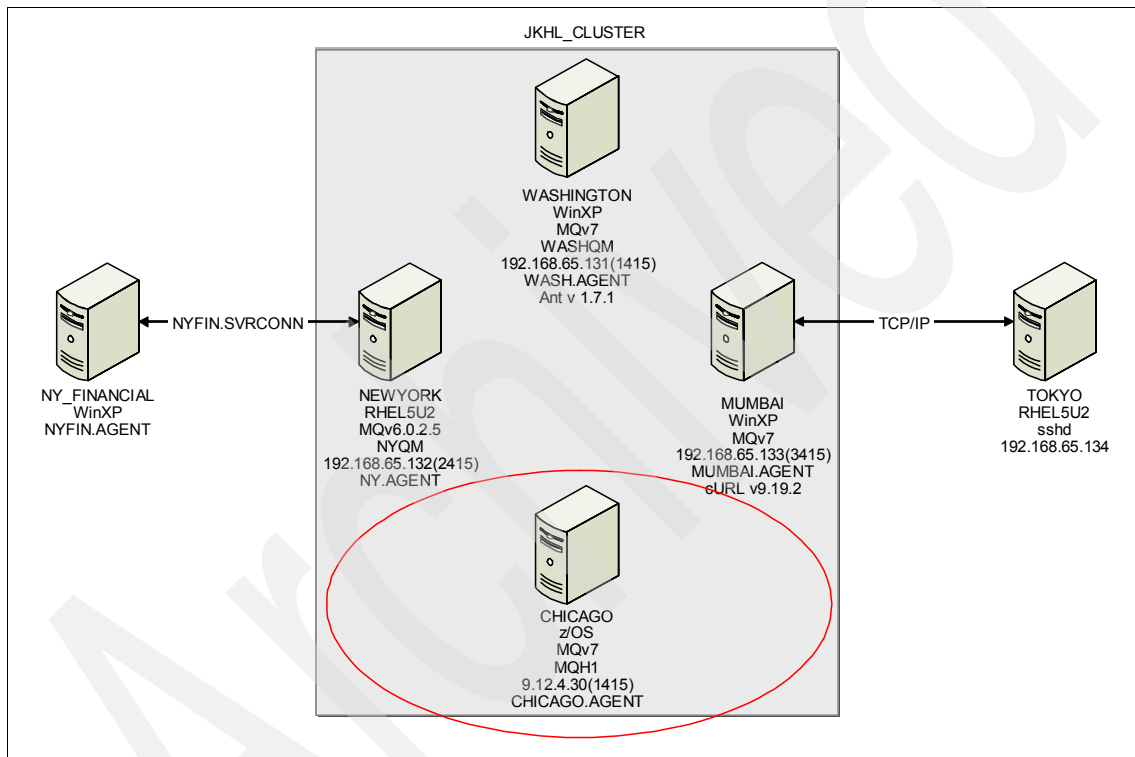 JKHL_CLUSTER
WASHINGTON
WinXP
MQv7
WASHQM
192.168.65.131(1415)
WASH.AGENT
Ant v 1.7.1
NY_FINANCIAL
WinXP
NYFIN.AGENT
NYFIN.SVRCONN
NEWYORK
RHEL5U2
MQv6.0.2.5
NYQM
192.168.65.132(2415)
NY.AGENT
MUMBAI
WinXP
MQv7
192.168.65.133(3415)
MUMBAI.AGENT
cURL v9.19.2
TCP/IP
TOKYO
RHEL5U2
sshd
192.168.65.134
CHICAGO
z/OS
MQv7
MQH1
9.12.4.30(1415)
CHICAGO.AGENT
Archived